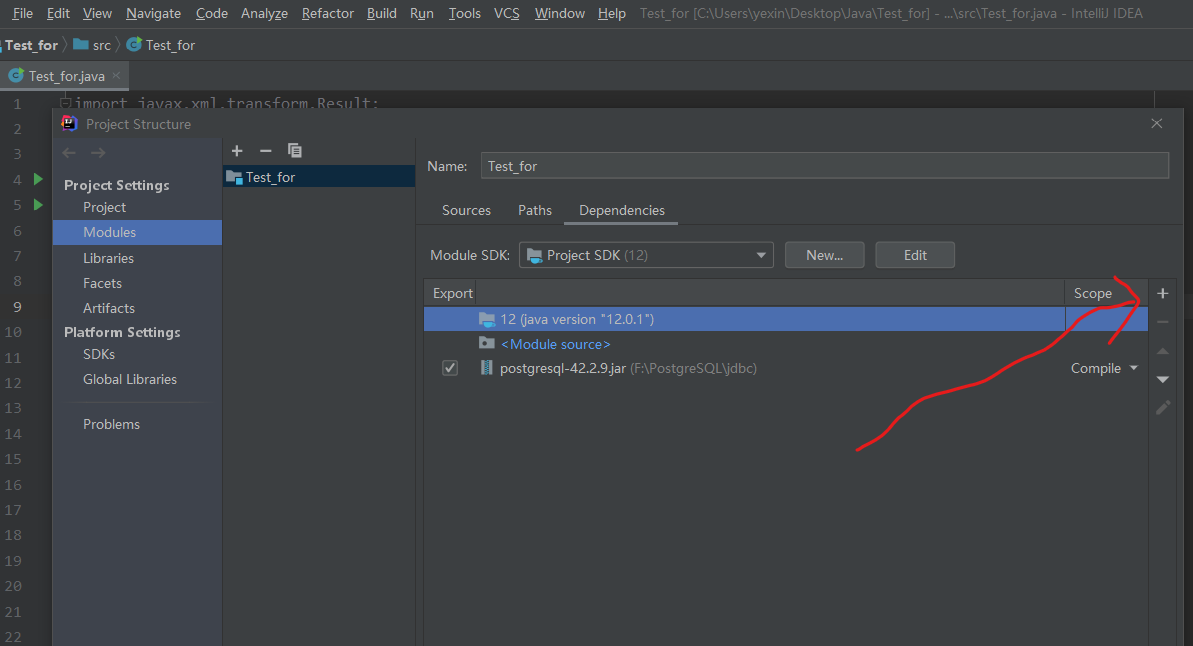 File Edit View Navigate Code Analyze Refactor Build Run Tools VCS Window Help Test_for [C:\Users\yexin\Desktop\Java\Test_for] - ...\src\Test_for.java - IntelliJ IDEA
Test_for src Test_for
Test_for.java
1 import javax.xml.transform.Result;
2
3
4
5
6
7
8
9
10
11
12
13
14
15
16
17
18
19
20
21
22
Project Structure
Project Settings
Project
Modules
Libraries
Facets
Artifacts
Platform Settings
SDKs
Global Libraries
Problems
Test_for
Name: Test_for
Sources Paths Dependencies
Module SDK: Project SDK (12) New... Edit
Export Scope
12 (java version "12.0.1")
<Module source>
postgresql-42.2.9.jar (F:\PostgreSQL\jdbc) Compile